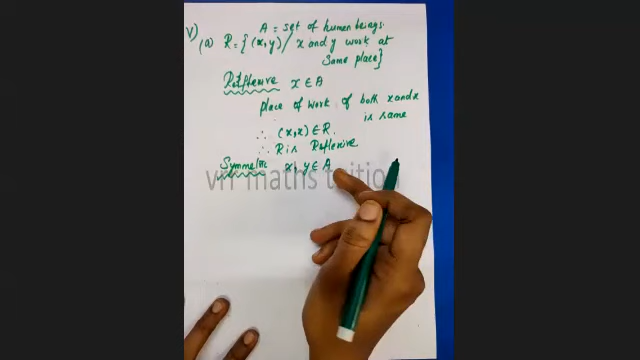 V) A = set of human beings.
(a) R = { (x, y) / x and y work at
same place}
Reflexive x ∈ A
place of work of both x and x
is same
∴ (x, x) ∈ R.
∴ R is Reflexive
Symmetric x, y ∈ A
vh maths tuition